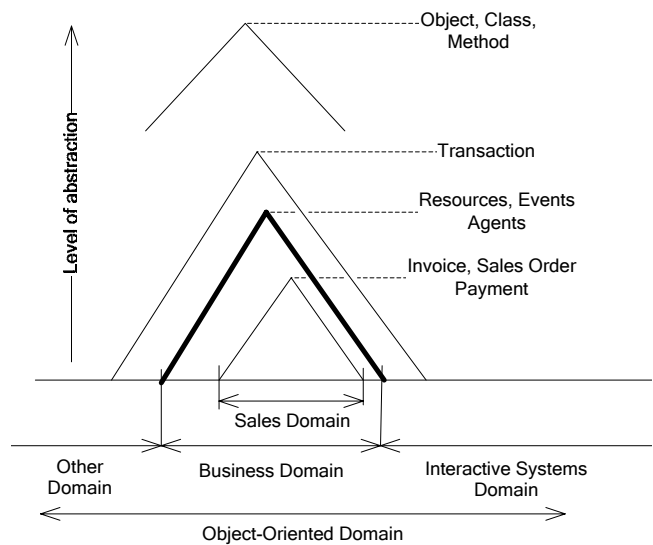 Object, Class,
Method
Level of abstraction
Transaction
Resources, Events
Agents
Invoice, Sales Order
Payment
Sales Domain
Other
Domain
Business Domain
Interactive Systems
Domain
Object-Oriented Domain